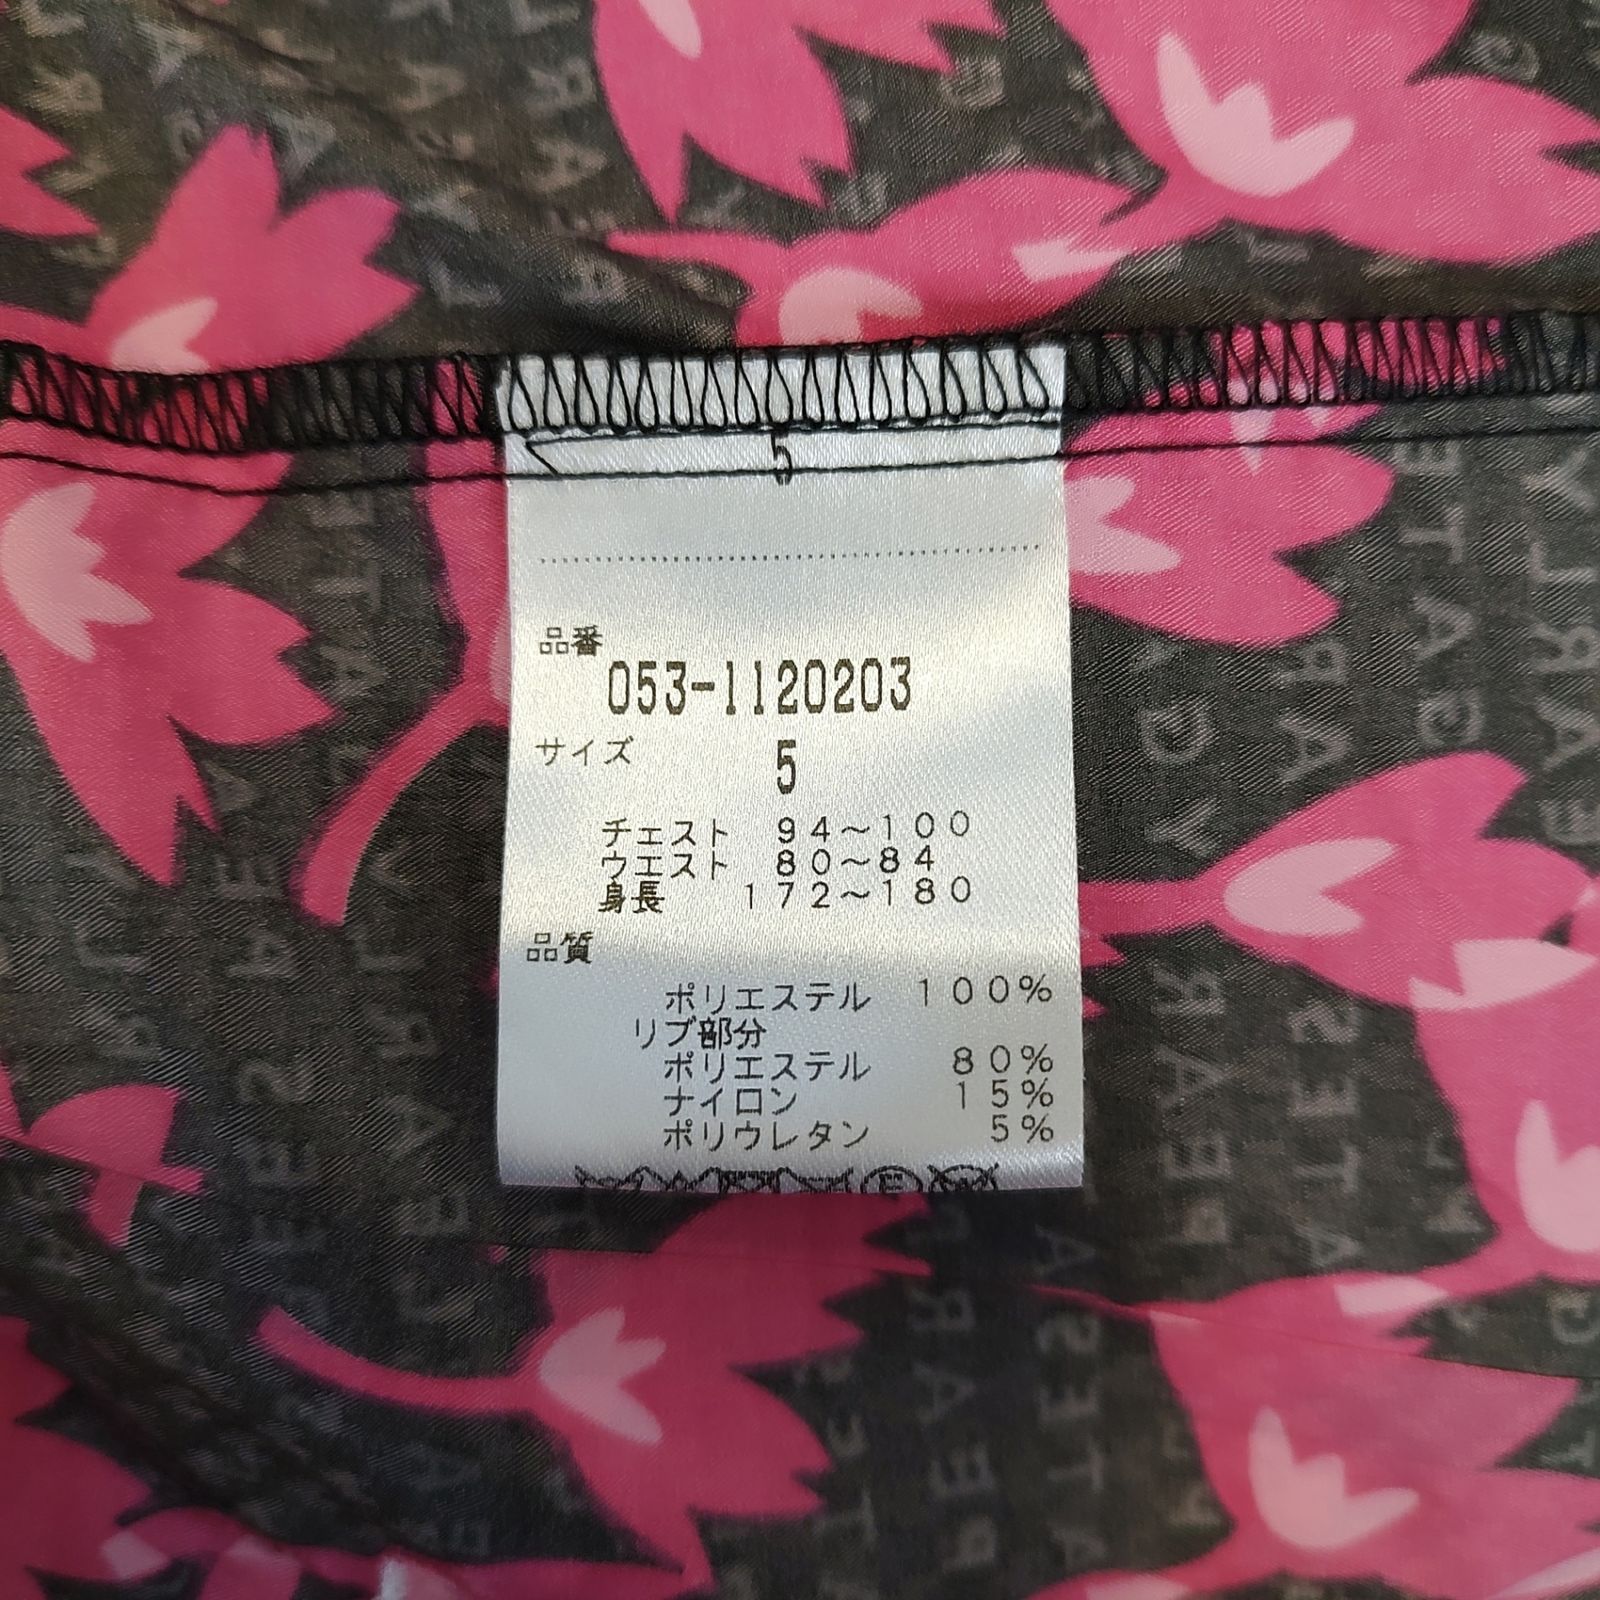 5
品番
053-1120203
サイズ 5
チェスト 94～100
ウエスト 80～84
身長 172～180
品質
ポリエステル 100%
リブ部分
ポリエステル 80%
ナイロン 15%
ポリウレタン 5%